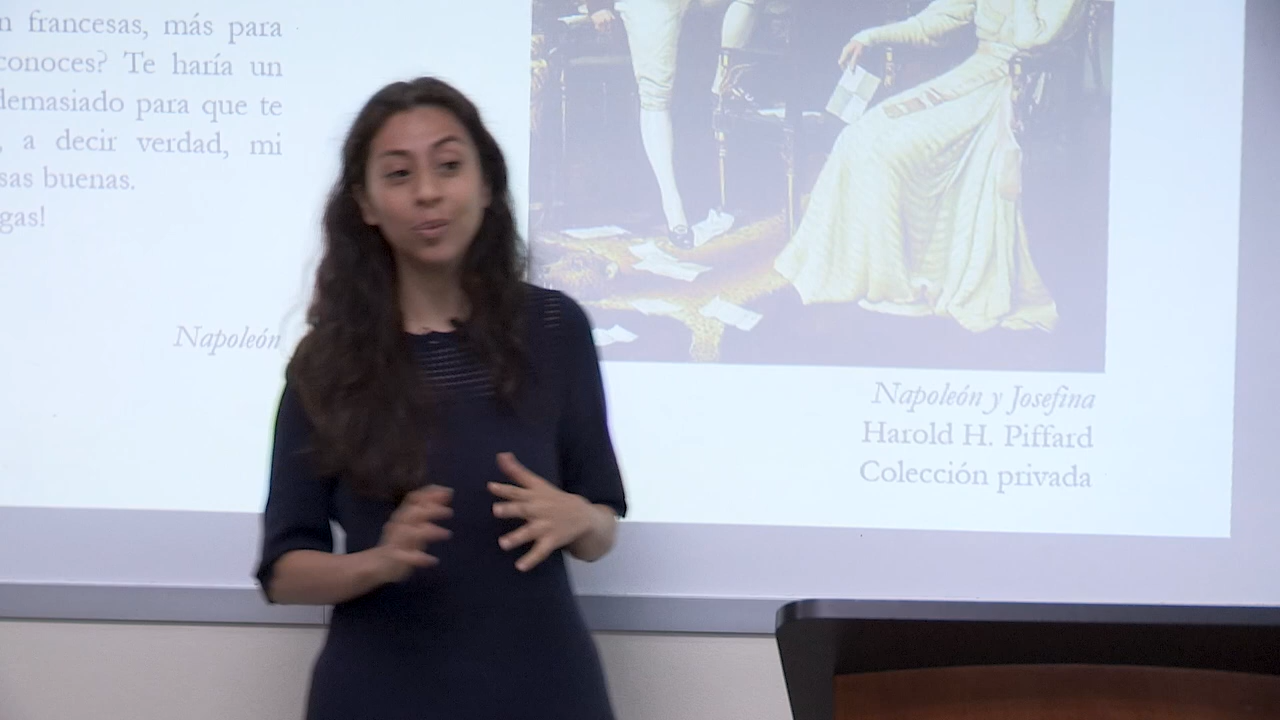 n francesas, más para
conoces? Te haría un
demasiado para que te
, a decir verdad, mi
sas buenas.
gas!
Napoleón
Napoleón y Josefina
Harold H. Piffard
Colección privada